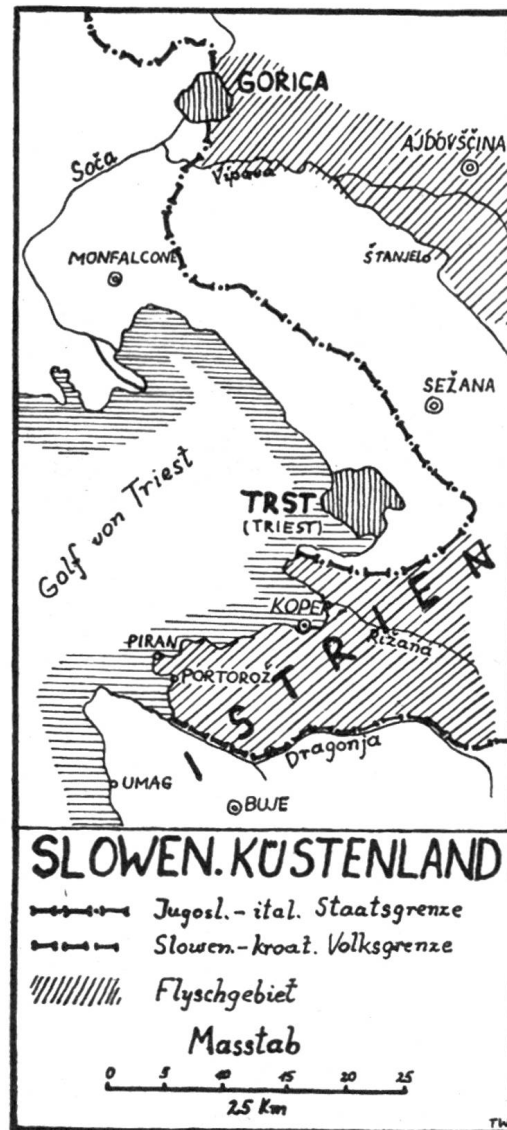 GORICA
AJDOVŠČINA
Soča
Vipava
MONFALCONE
ŠTANJEL
SEŽANA
Golf von Triest
TRST
(TRIEST)
KOPER
Rižana
ISTRIEN
PIRAN
PORTOROŽ
Dragonja
UMAG
BUJE
SLOWEN. KÜSTENLAND
Jugosl.-ital. Staatsgrenze
Slowen.-kroat. Volksgrenze
Flyschgebiet
Masstab
0 5 10 15 20 25
25 Km
TW